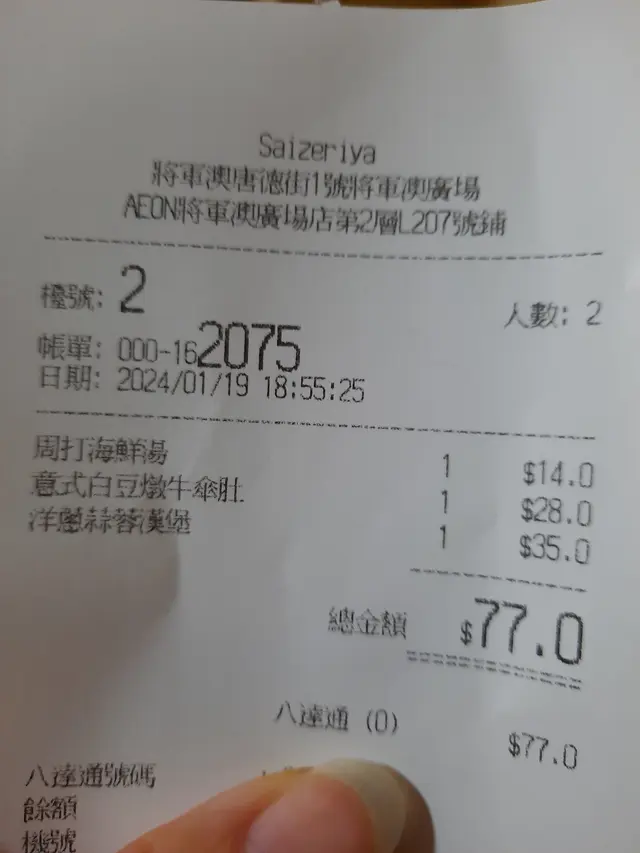 Saizeriya
將軍澳唐德街1號將軍澳廣場
AEON將軍澳廣場店第2層L207號鋪
檯號: 2 人數: 2
帳單: 000-162075
日期: 2024/01/19 18:55:25
周打海鮮湯 1 $14.0
意式白豆燉牛傘肚 1 $28.0
洋蔥蒜蓉漢堡 1 $35.0
總金額 $77.0
八達通 (0) $77.0
八達通號碼
餘額
機號